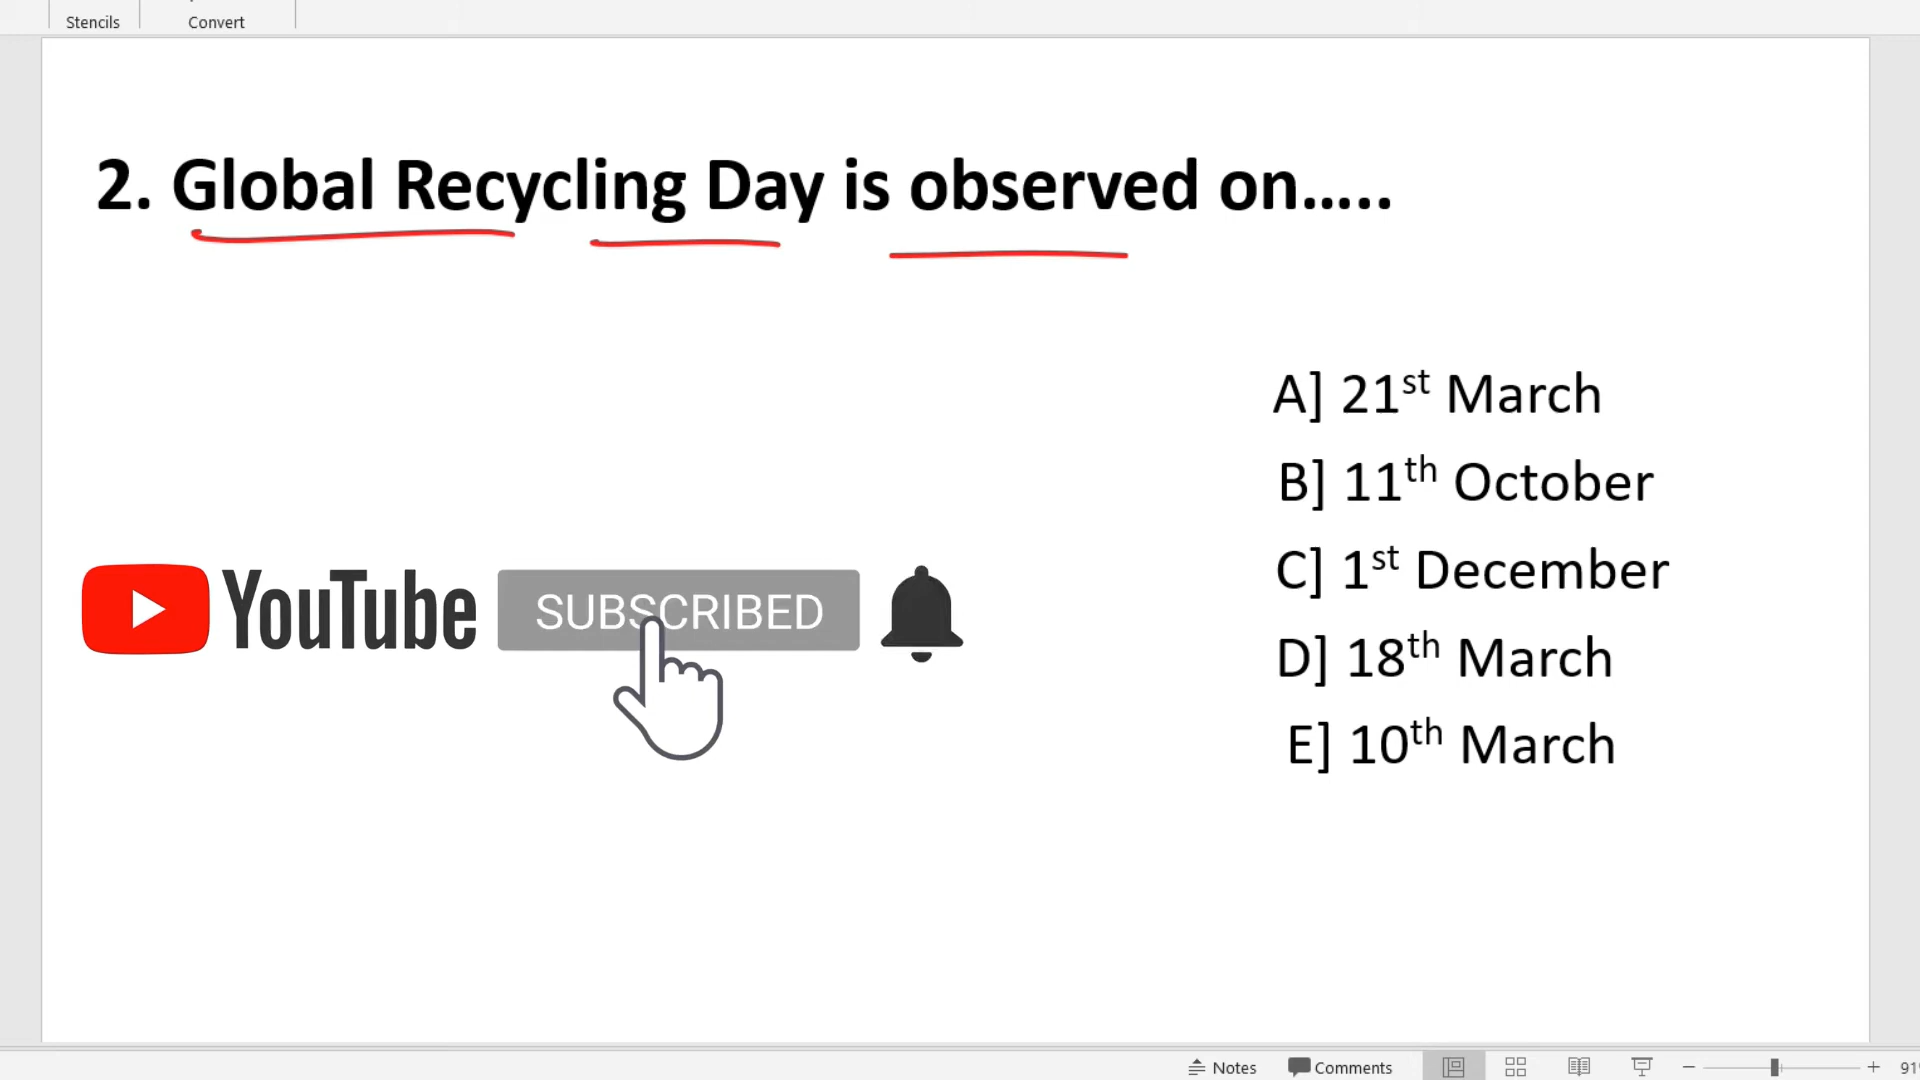 Stencils Convert
2. Global Recycling Day is observed on.....
A] 21st March
B] 11th October
C] 1st December
D] 18th March
E] 10th March
YouTube SUBSCRIBED
Notes Comments 91